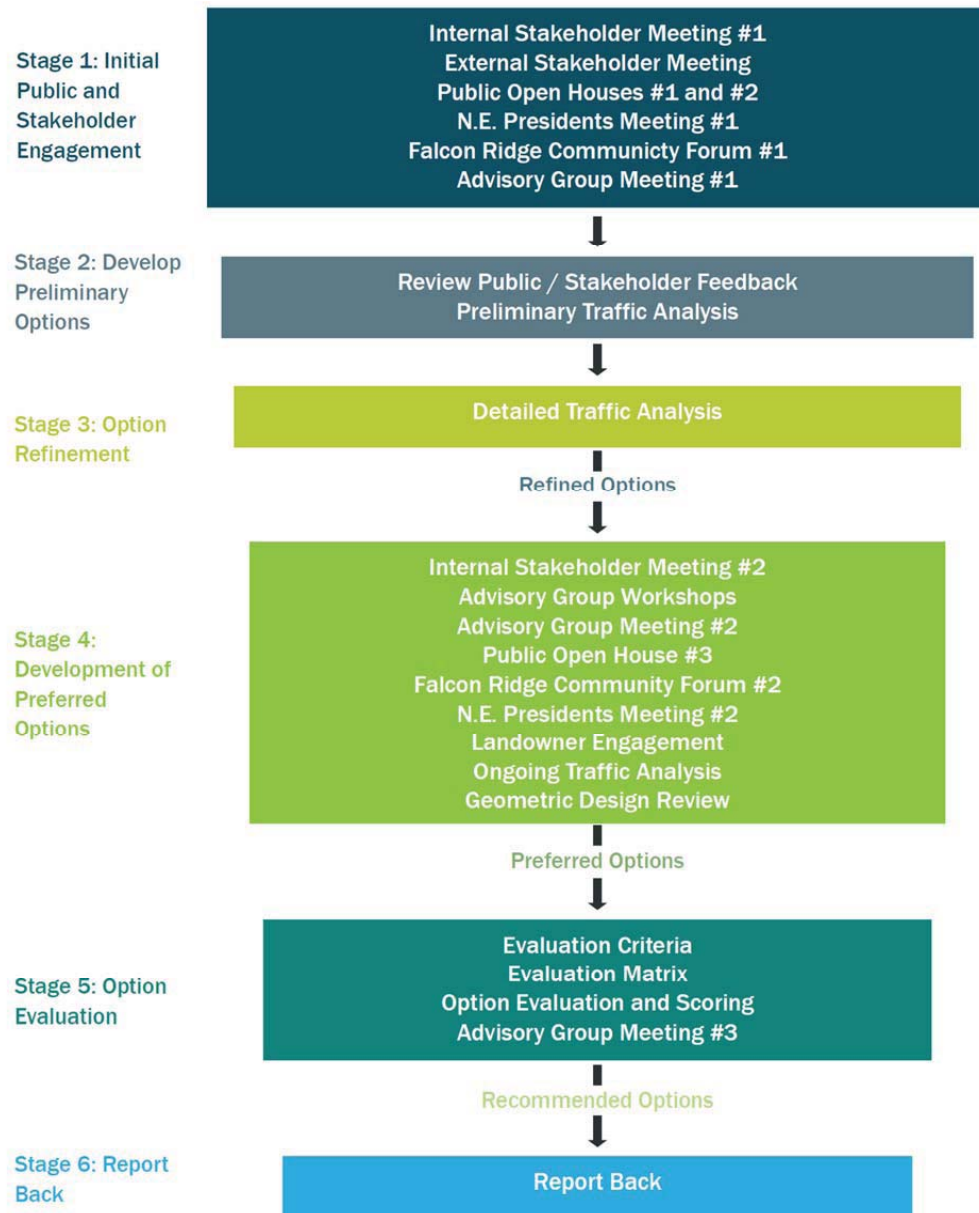 Stage 1: Initial
Public and
Stakeholder
Engagement
Internal Stakeholder Meeting #1
External Stakeholder Meeting
Public Open Houses #1 and #2
N.E. Presidents Meeting #1
Falcon Ridge Communicty Forum #1
Advisory Group Meeting #1
Stage 2: Develop
Preliminary
Options
Review Public / Stakeholder Feedback
Preliminary Traffic Analysis
Stage 3: Option
Refinement
Detailed Traffic Analysis
Refined Options
Stage 4:
Development of
Preferred
Options
Internal Stakeholder Meeting #2
Advisory Group Workshops
Advisory Group Meeting #2
Public Open House #3
Falcon Ridge Community Forum #2
N.E. Presidents Meeting #2
Landowner Engagement
Ongoing Traffic Analysis
Geometric Design Review
Preferred Options
Stage 5: Option
Evaluation
Evaluation Criteria
Evaluation Matrix
Option Evaluation and Scoring
Advisory Group Meeting #3
Recommended Options
Stage 6: Report
Back
Report Back